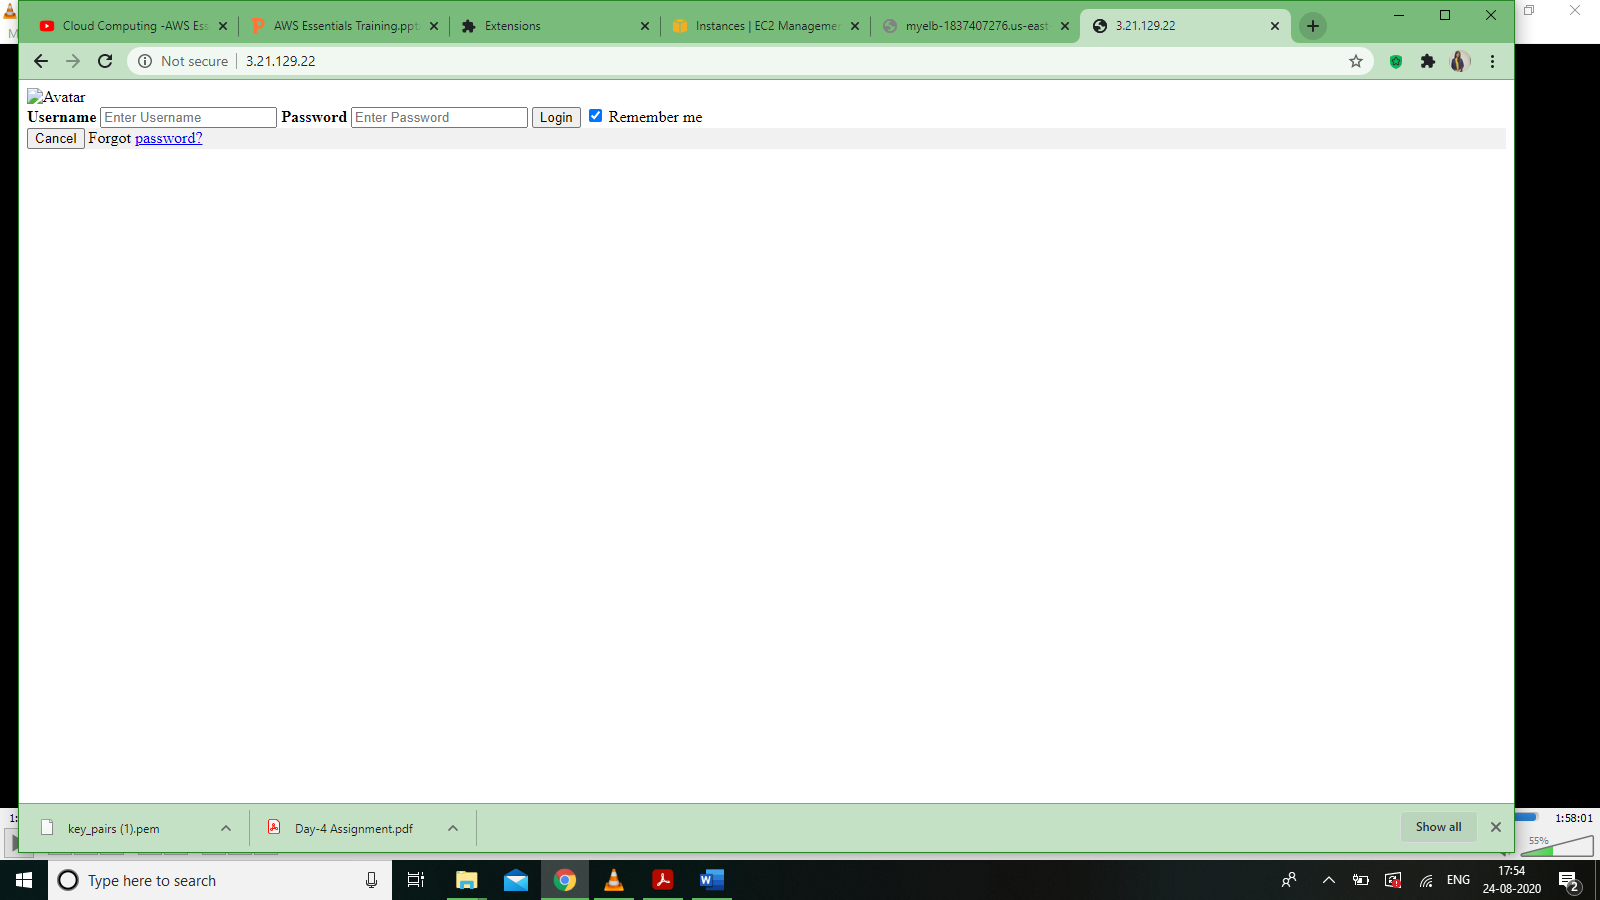 Cloud Computing -AWS Ess
AWS Essentials Training.ppt
Extensions
Instances | EC2 Managemen
myelb-1837407276.us-east-
3.21.129.22
M
Not secure
3.21.129.22
Avatar
Username Enter Username Password Enter Password Login Remember me
Cancel Forgot password?
1:
1:58:01
key_pairs (1).pem
Day-4 Assignment.pdf
Show all
55%
Type here to search
ENG
17:54
24-08-2020
2